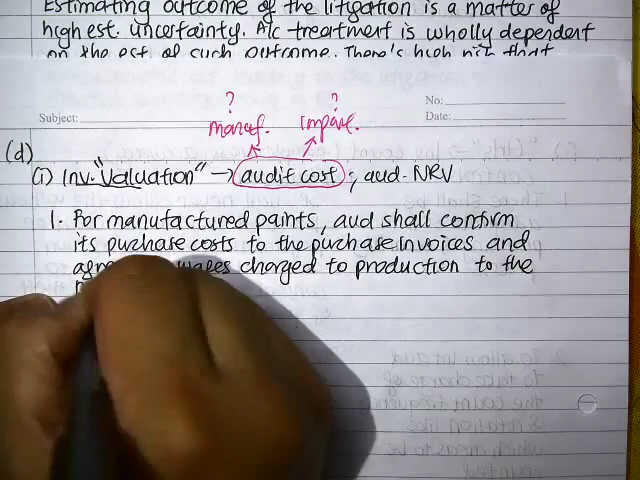 Estimating outcome of the litigation is a matter of
high est. uncertainty. A/c treatment is wholly dependent
on the est. of such outcome. There's high that
No:
Subject: Date:
? ?
manuf. import.
(d)
(i) Inv. "Valuation" → audit cost ; aud. NRV
1. For manufactured paints, aud shall confirm
its purchase costs to the purchase invoices and
wages charged to production to the